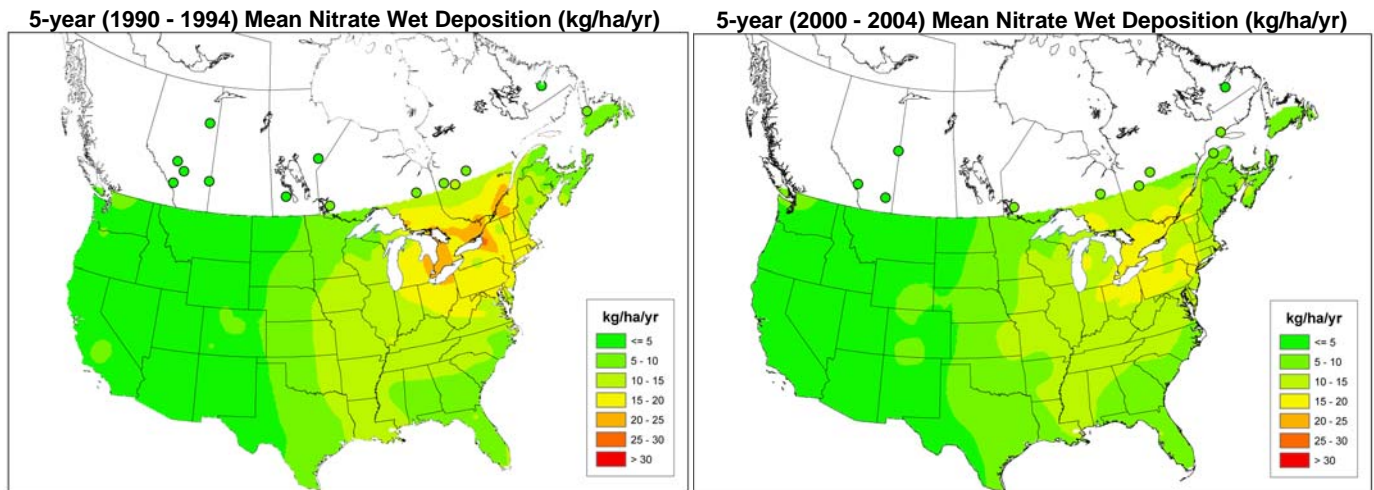 5-year (1990 - 1994) Mean Nitrate Wet Deposition (kg/ha/yr)
kg/ha/yr
<= 5
5 - 10
10 - 15
15 - 20
20 - 25
25 - 30
> 30
5-year (2000 - 2004) Mean Nitrate Wet Deposition (kg/ha/yr)
kg/ha/yr
<= 5
5 - 10
10 - 15
15 - 20
20 - 25
25 - 30
> 30